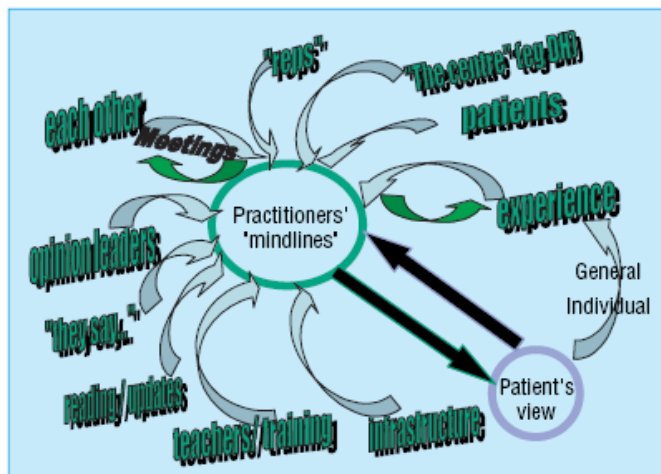 "reps"
"The centre" (eg DH)
patients
each other
Meetings
experience
Practitioners'
"mindlines"
opinion leaders
"they say..."
General
Individual
reading / updates
teachers / training
infrastructure
Patient's
view